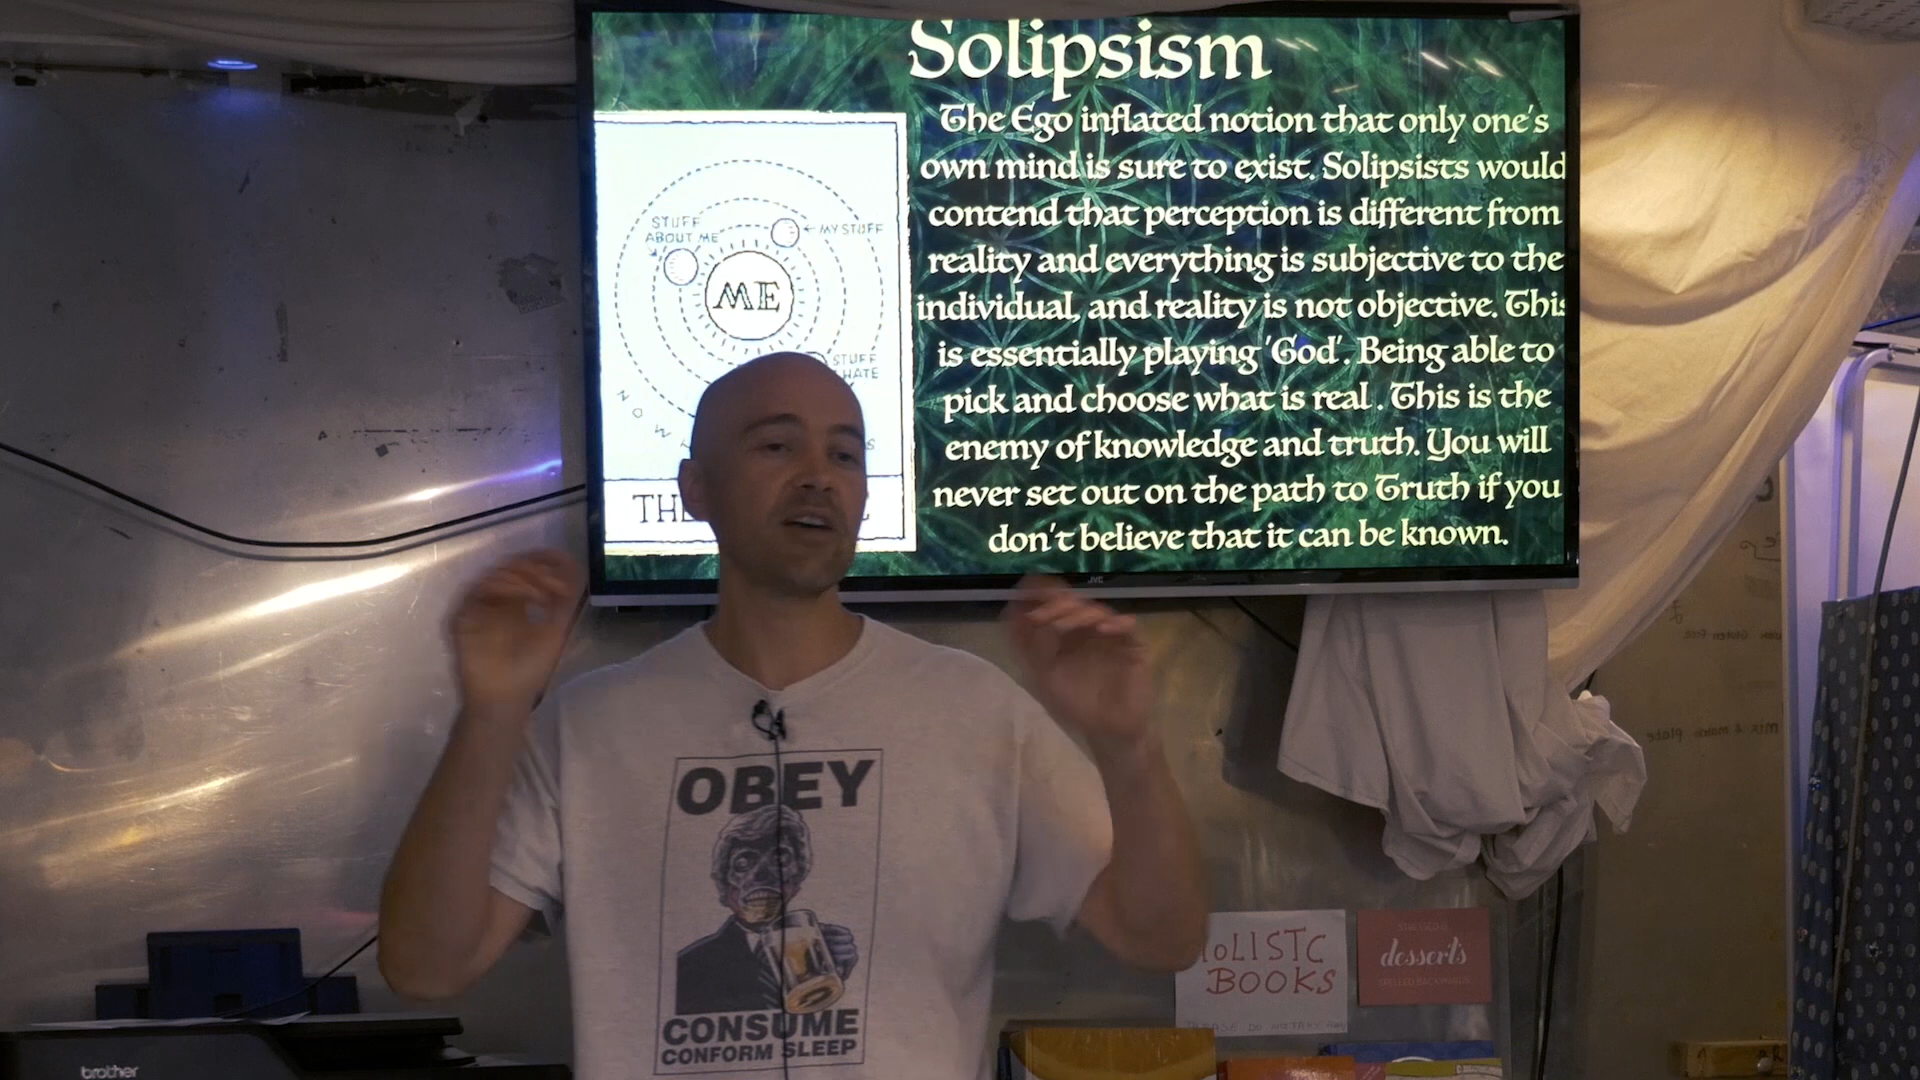 Solipsism
The Ego inflated notion that only one's
own mind is sure to exist. Solipsists would
contend that perception is different from
reality and everything is subjective to the
individual, and reality is not objective. This
is essentially playing 'God'. Being able to
pick and choose what is real . This is the
enemy of knowledge and truth. You will
never set out on the path to Truth if you
don't believe that it can be known.
STUFF
ABOUT ME
← MY STUFF
ME
STUFF
HATE
JVC
OBEY
CONSUME
CONFORM SLEEP
HOLISTC
BOOKS
desserts
brother